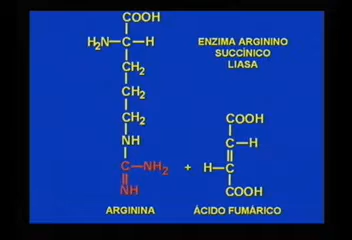 COOH
H₂N—C—H
CH₂
CH₂
CH₂
NH
C—NH₂
NH
ENZIMA ARGININO
SUCCÍNICO
LIASA
COOH
C—H
+ H—C
COOH
ARGININA
ÁCIDO FUMÁRICO